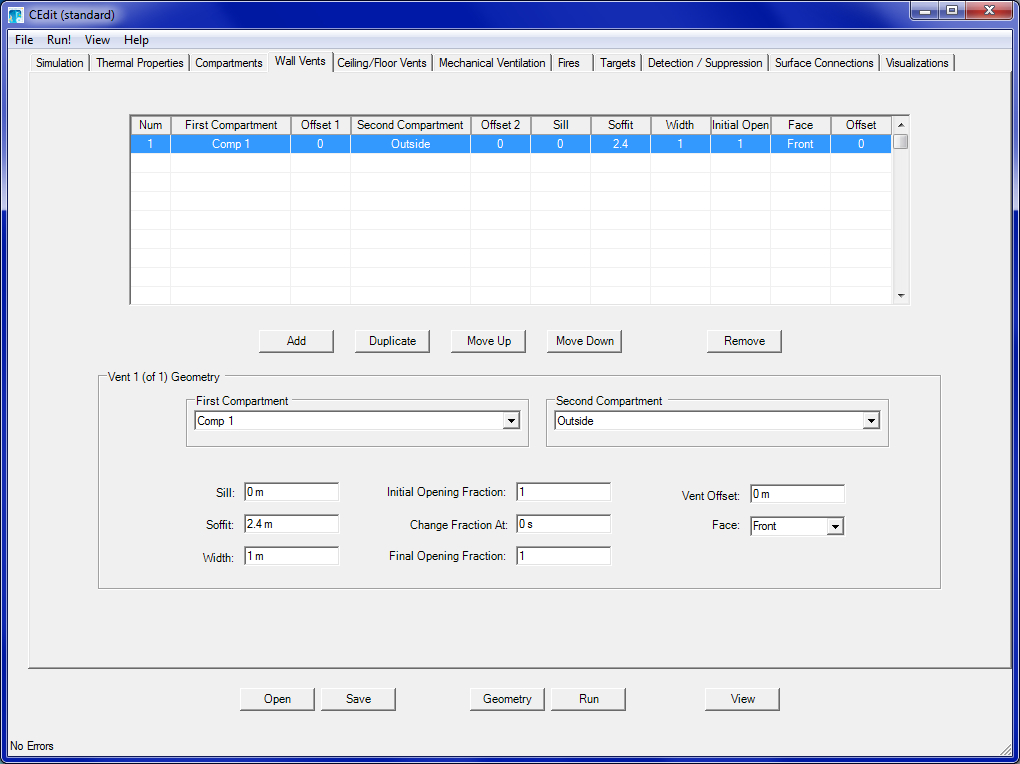 CEdit (standard)
File Run! View Help
Simulation Thermal Properties Compartments Wall Vents Ceiling/Floor Vents Mechanical Ventilation Fires Targets Detection / Suppression Surface Connections Visualizations
Num First Compartment Offset 1 Second Compartment Offset 2 Sill Soffit Width Initial Open Face Offset
1 Comp 1 0 Outside 0 0 2.4 1 1 Front 0
Add Duplicate Move Up Move Down Remove
Vent 1 (of 1) Geometry
First Compartment Second Compartment
Comp 1 Outside
Sill: 0 m Initial Opening Fraction: 1 Vent Offset: 0 m
Soffit: 2.4 m Change Fraction At: 0 s Face: Front
Width: 1 m Final Opening Fraction: 1
Open Save Geometry Run View
No Errors